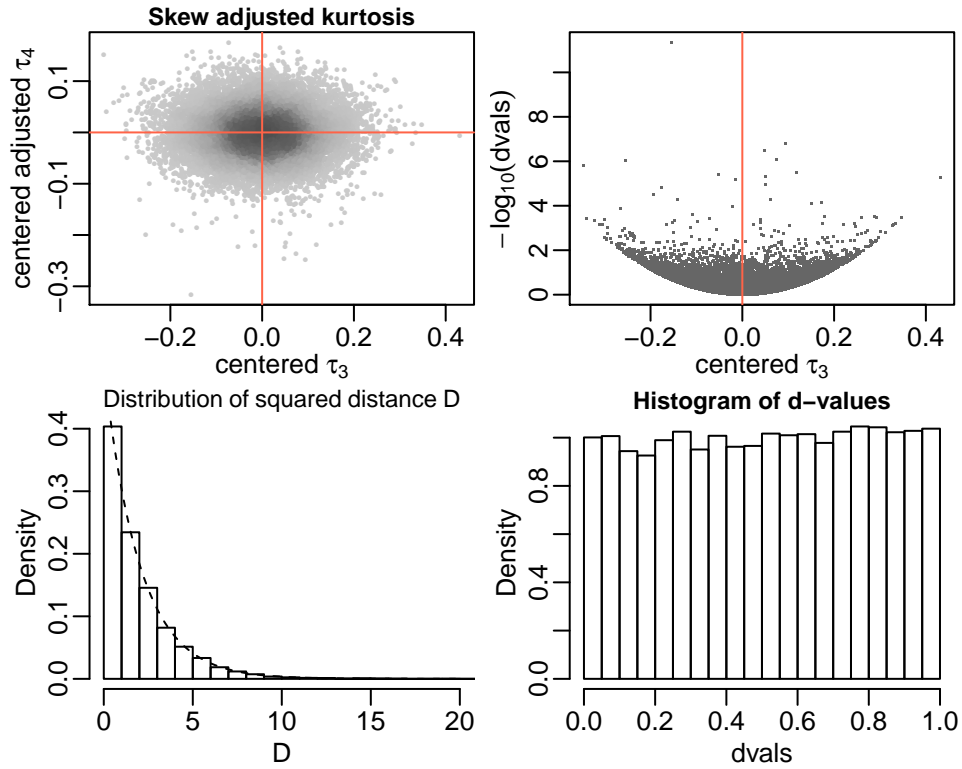 Skew adjusted kurtosis
centered adjusted τ4
0.1
−0.1
−0.3
−0.2 0.0 0.2 0.4
centered τ3
− log10(dvals)
8
6
4
2
0
−0.2 0.0 0.2 0.4
centered τ3
Distribution of squared distance D
Density
0.4
0.3
0.2
0.1
0.0
0 5 10 15 20
D
Histogram of d−values
Density
0.8
0.4
0.0
0.0 0.2 0.4 0.6 0.8 1.0
dvals